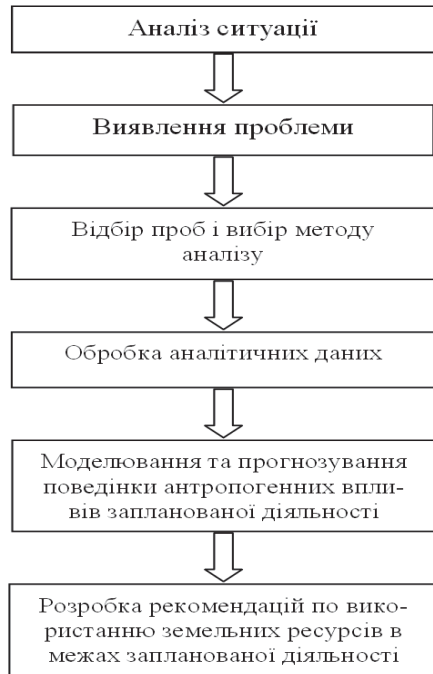 Аналіз ситуації
Виявлення проблеми
Відбір проб і вибір методу
аналізу
Обробка аналітичних даних
Моделювання та прогнозування
поведінки антропогенних впли-
вів запланованої діяльності
Розробка рекомендацій по вико-
ристанню земельних ресурсів в
межах запланованої діяльності